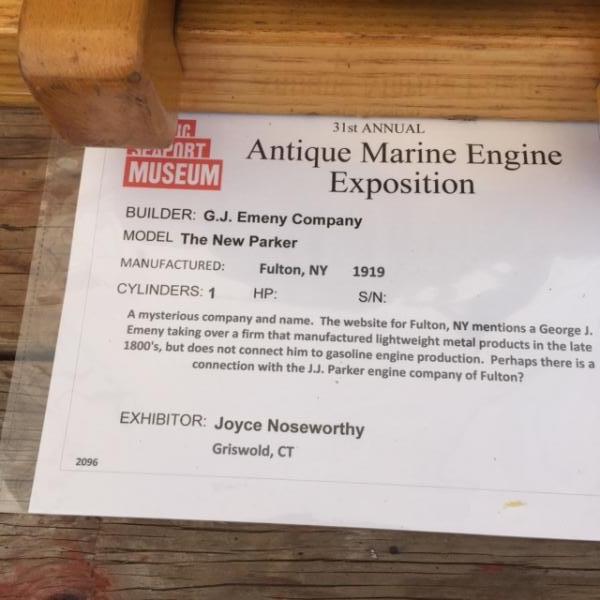 SEAPORT
MUSEUM
31st ANNUAL
Antique Marine Engine
Exposition
BUILDER: G.J. Emeny Company
MODEL The New Parker
MANUFACTURED: Fulton, NY 1919
CYLINDERS: 1 HP: S/N:
A mysterious company and name. The website for Fulton, NY mentions a George J.
Emeny taking over a firm that manufactured lightweight metal products in the late
1800's, but does not connect him to gasoline engine production. Perhaps there is a
connection with the J.J. Parker engine company of Fulton?
EXHIBITOR: Joyce Noseworthy
Griswold, CT
2096